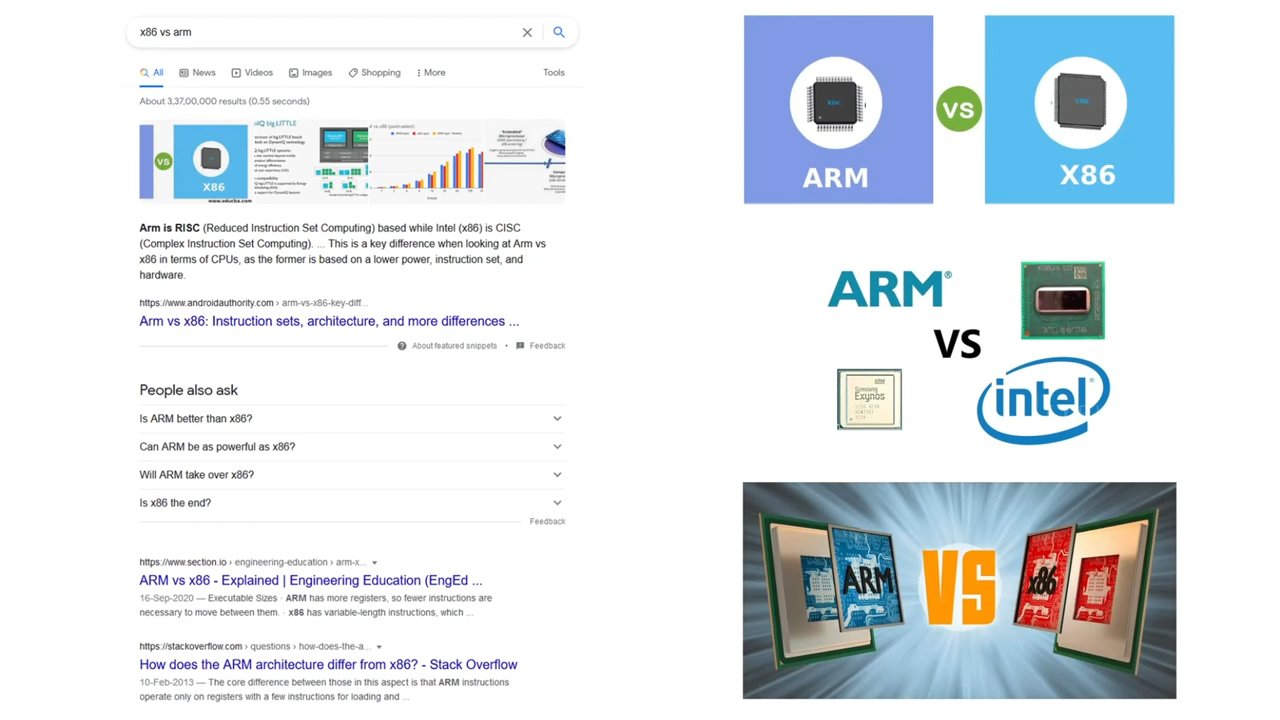 x86 vs arm
All
News
Videos
Images
Shopping
More
Tools
About 3,37,00,000 results (0.55 seconds)
VS
X86
www.educba.com
big.LITTLE
Arm is RISC (Reduced Instruction Set Computing) based while Intel (x86) is CISC
(Complex Instruction Set Computing). ... This is a key difference when looking at Arm vs
x86 in terms of CPUs, as the former is based on a lower power, instruction set, and
hardware.
https://www.androidauthority.com › arm-vs-x86-key-diff...
Arm vs x86: Instruction sets, architecture, and more differences ...
About featured snippets • Feedback
People also ask
Is ARM better than x86?
Can ARM be as powerful as x86?
Will ARM take over x86?
Is x86 the end?
Feedback
https://www.section.io › engineering-education › arm-x...
ARM vs x86 - Explained | Engineering Education (EngEd ...
16-Sep-2020 — Executable Sizes · ARM has more registers, so fewer instructions are
necessary to move between them. · x86 has variable-length instructions, which ...
https://stackoverflow.com › questions › how-does-the-a...
How does the ARM architecture differ from x86? - Stack Overflow
10-Feb-2013 — The core difference between those in this aspect is that ARM instructions
operate only on registers with a few instructions for loading and ...
RISC
ARM
VS
CISC
X86
ARM®
VS
ARM
Samsung
Exynos
intel®
ARM
VS
x86